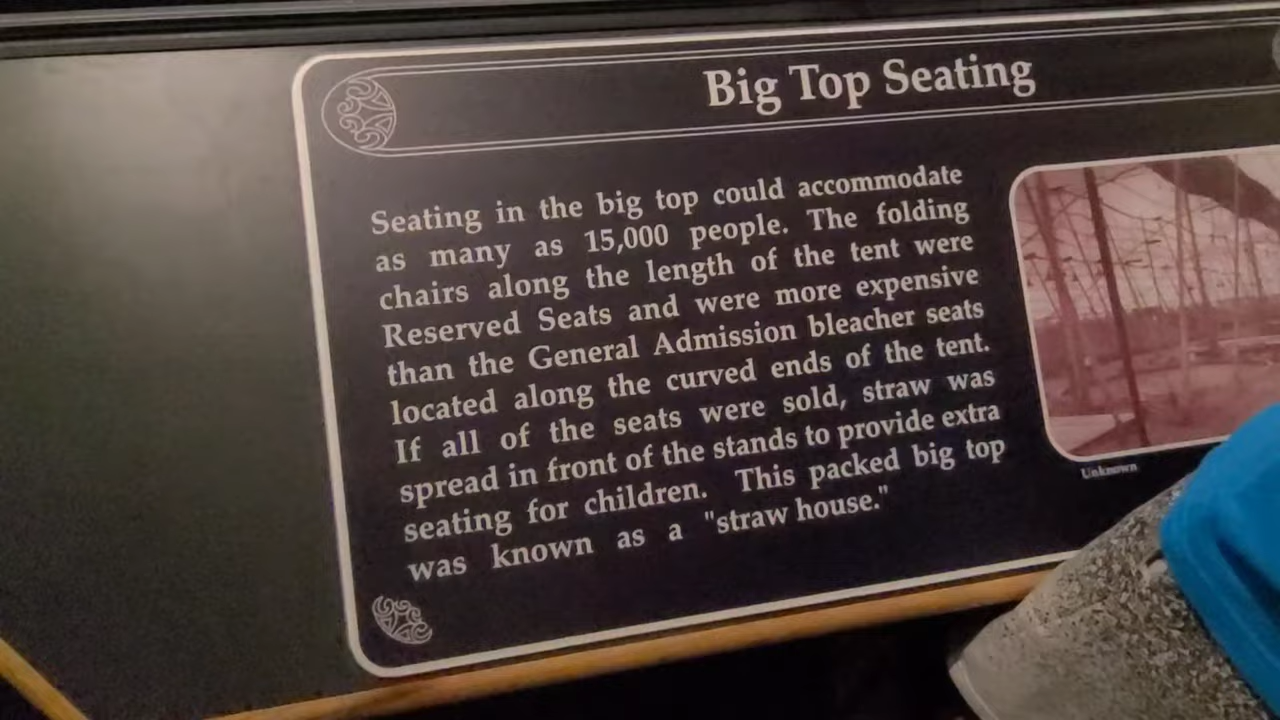 Big Top Seating
Seating in the big top could accommodate
as many as 15,000 people. The folding
chairs along the length of the tent were
Reserved Seats and were more expensive
than the General Admission bleacher seats
located along the curved ends of the tent.
If all of the seats were sold, straw was
spread in front of the stands to provide extra
seating for children. This packed big top
was known as a "straw house."
Unknown